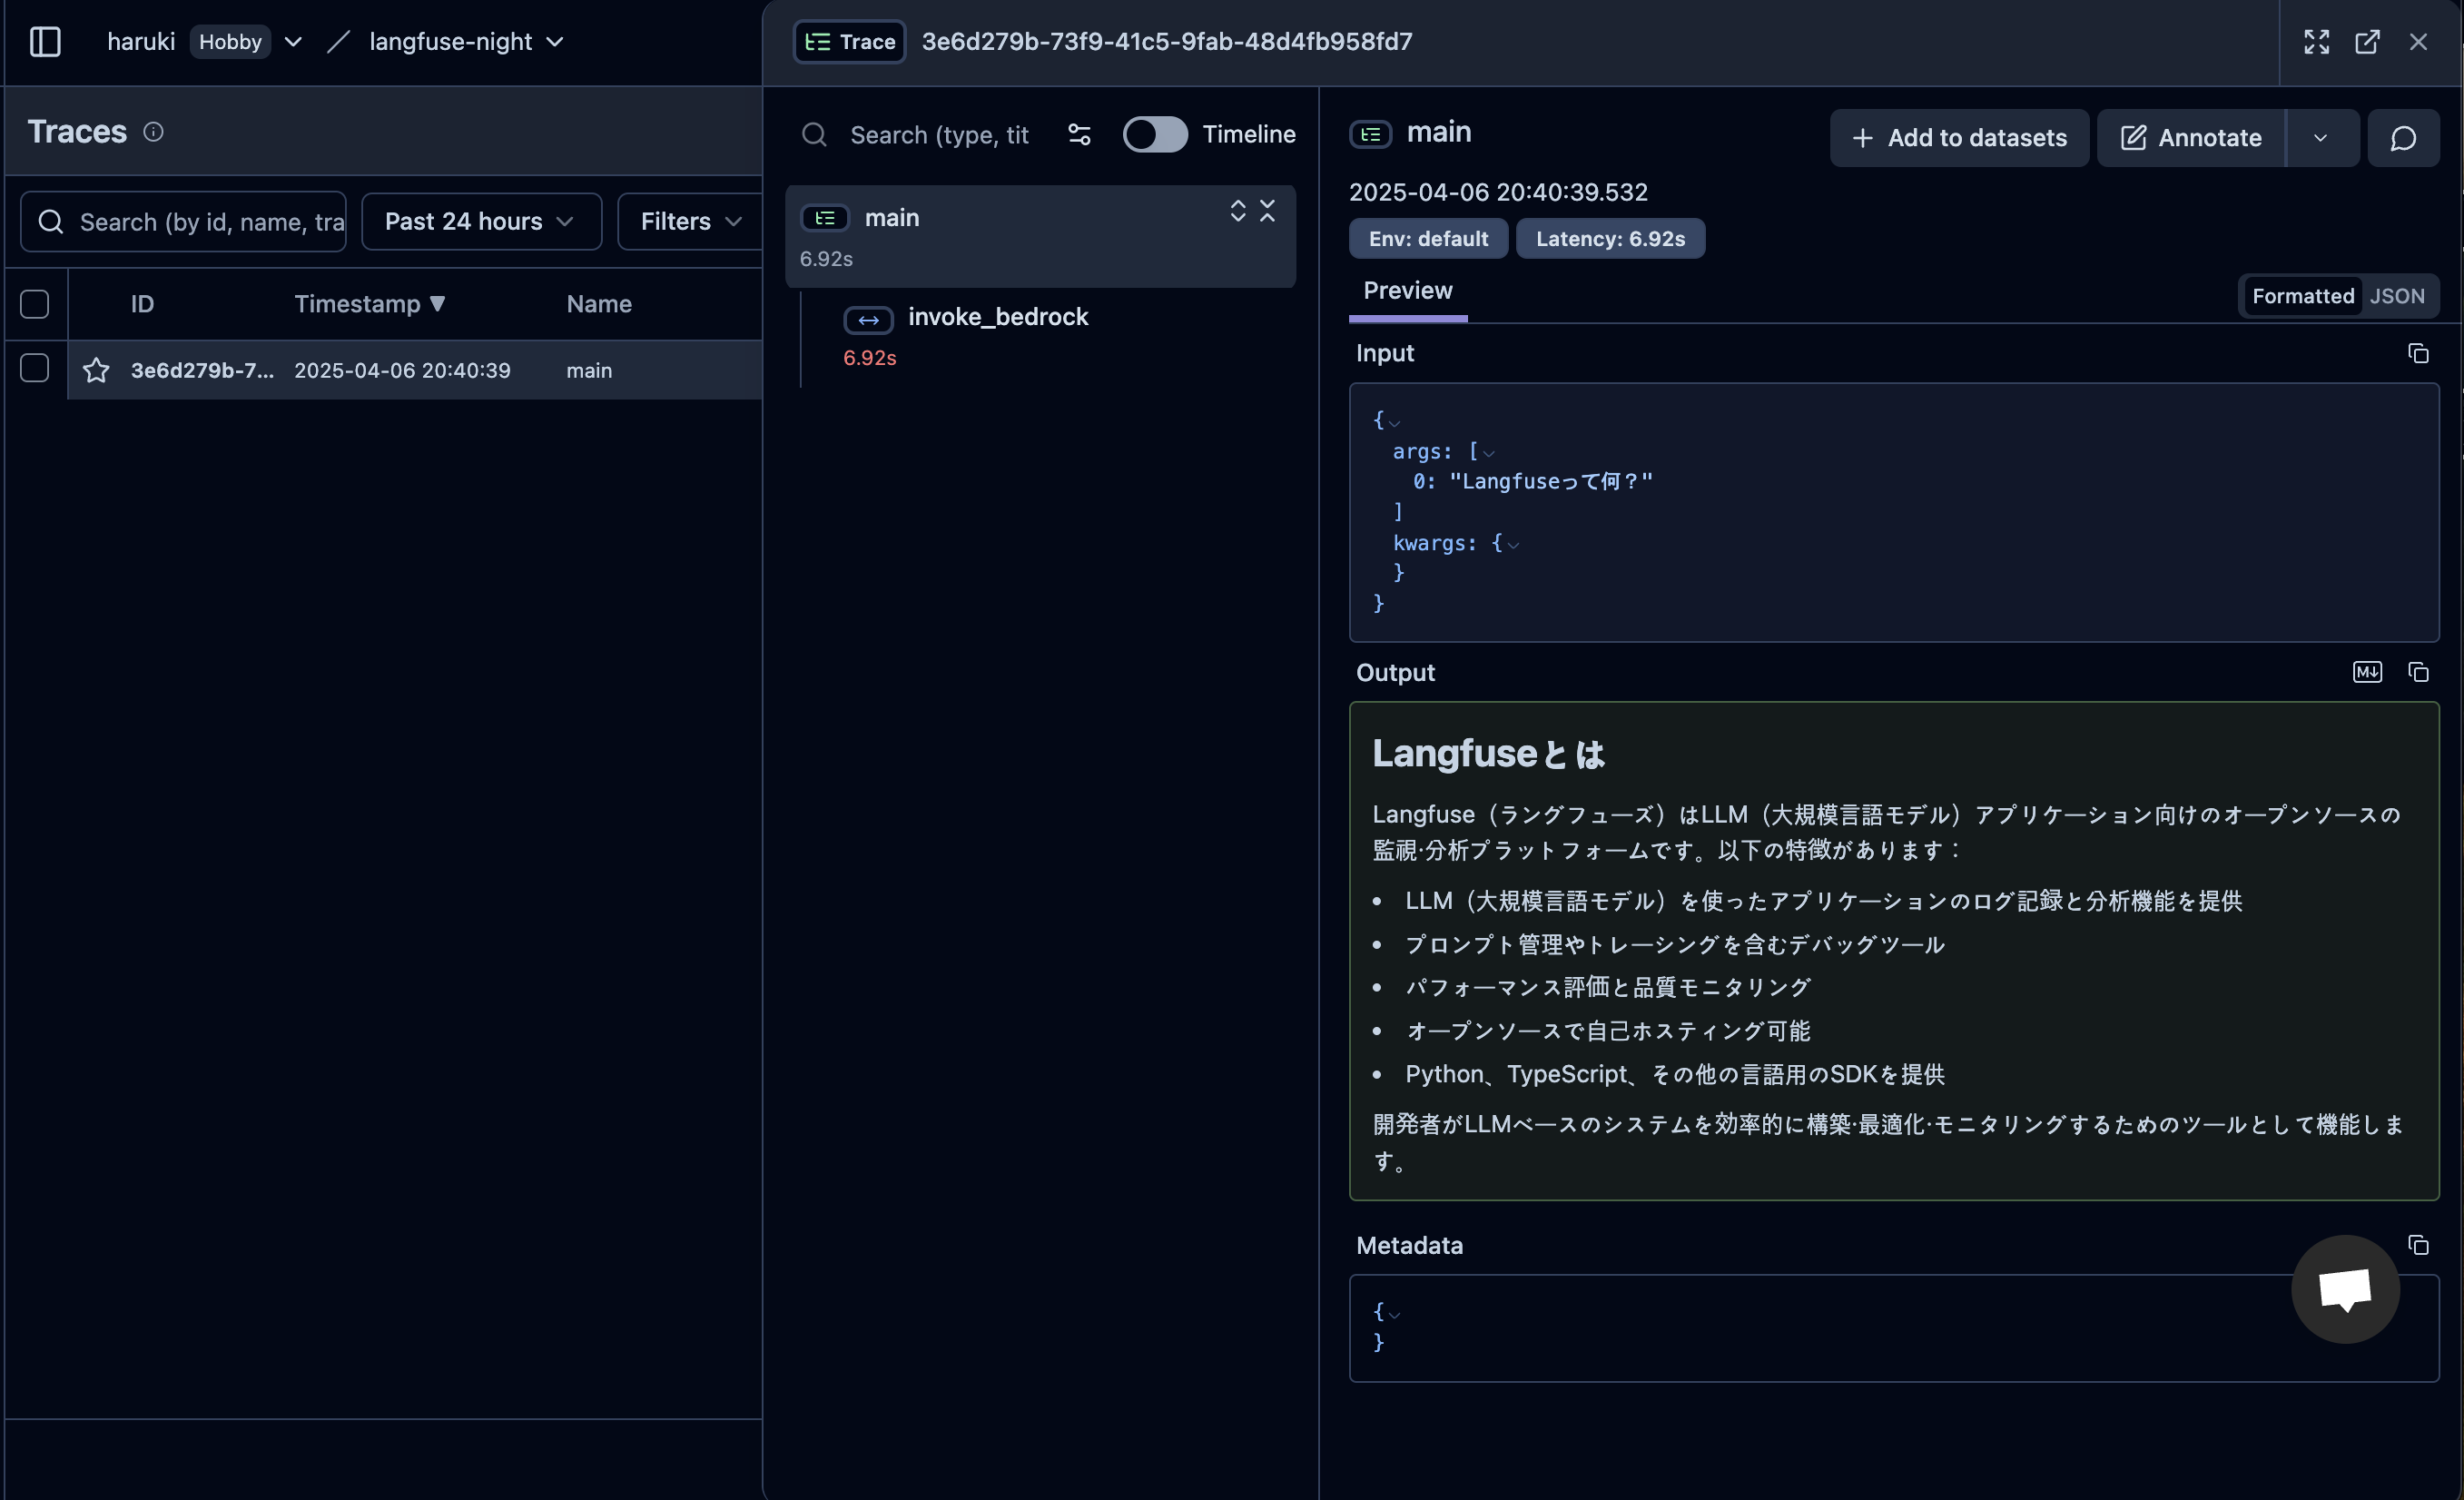 haruki Hobby / langfuse-night
Traces
Search (by id, name, tra
Past 24 hours
Filters
ID Timestamp ▼ Name
3e6d279b-7... 2025-04-06 20:40:39 main
Trace 3e6d279b-73f9-41c5-9fab-48d4fb958fd7
Search (type, tit
Timeline
main
6.92s
invoke_bedrock
6.92s
main
Add to datasets
Annotate
2025-04-06 20:40:39.532
Env: default
Latency: 6.92s
Preview
Formatted JSON
Input
{
args: [
0: "Langfuseって何？"
]
kwargs: {
}
}
Output
M↓
Langfuseとは
Langfuse（ラングフューズ）はLLM（大規模言語モデル）アプリケーション向けのオープンソースの
監視·分析プラットフォームです。以下の特徴があります：
• LLM（大規模言語モデル）を使ったアプリケーションのログ記録と分析機能を提供
• プロンプト管理やトレーシングを含むデバッグツール
• パフォーマンス評価と品質モニタリング
• オープンソースで自己ホスティング可能
• Python、TypeScript、その他の言語用のSDKを提供
開発者がLLMベースのシステムを効率的に構築·最適化·モニタリングするためのツールとして機能しま
す。
Metadata
{
}